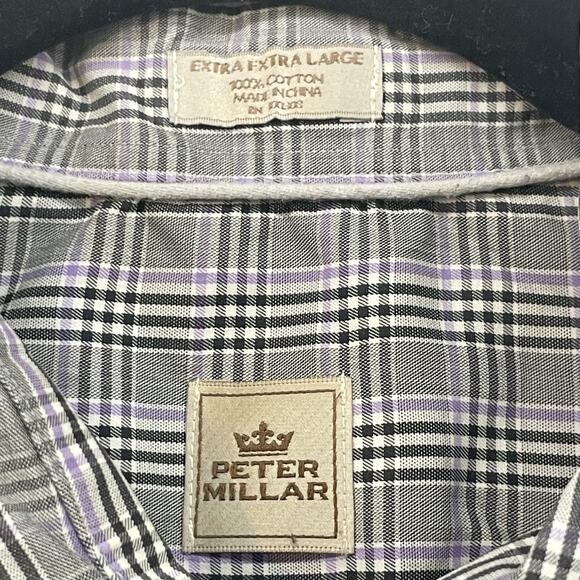 EXTRA EXTRA LARGE
100% COTTON
MADE IN CHINA
RN
PETER
MILLAR